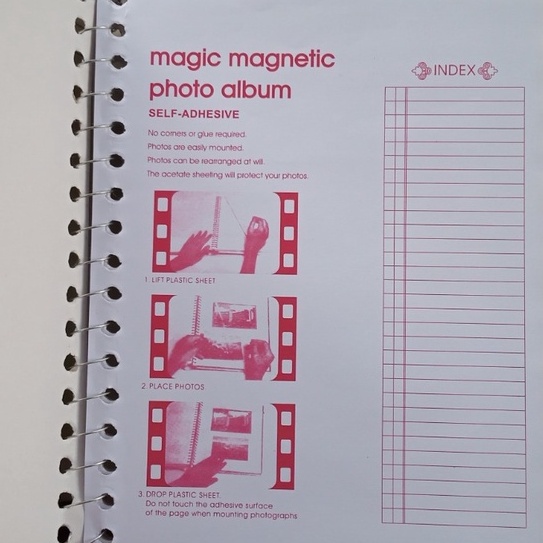 magic magnetic
photo album
SELF-ADHESIVE
No corners or glue required.
Photos are easily mounted.
Photos can be rearranged at will.
The acetate sheeting will protect your photos.
1. LIFT PLASTIC SHEET
2. PLACE PHOTOS
3. DROP PLASTIC SHEET.
Do not touch the adhesive surface
of the page when mounting photographs
INDEX